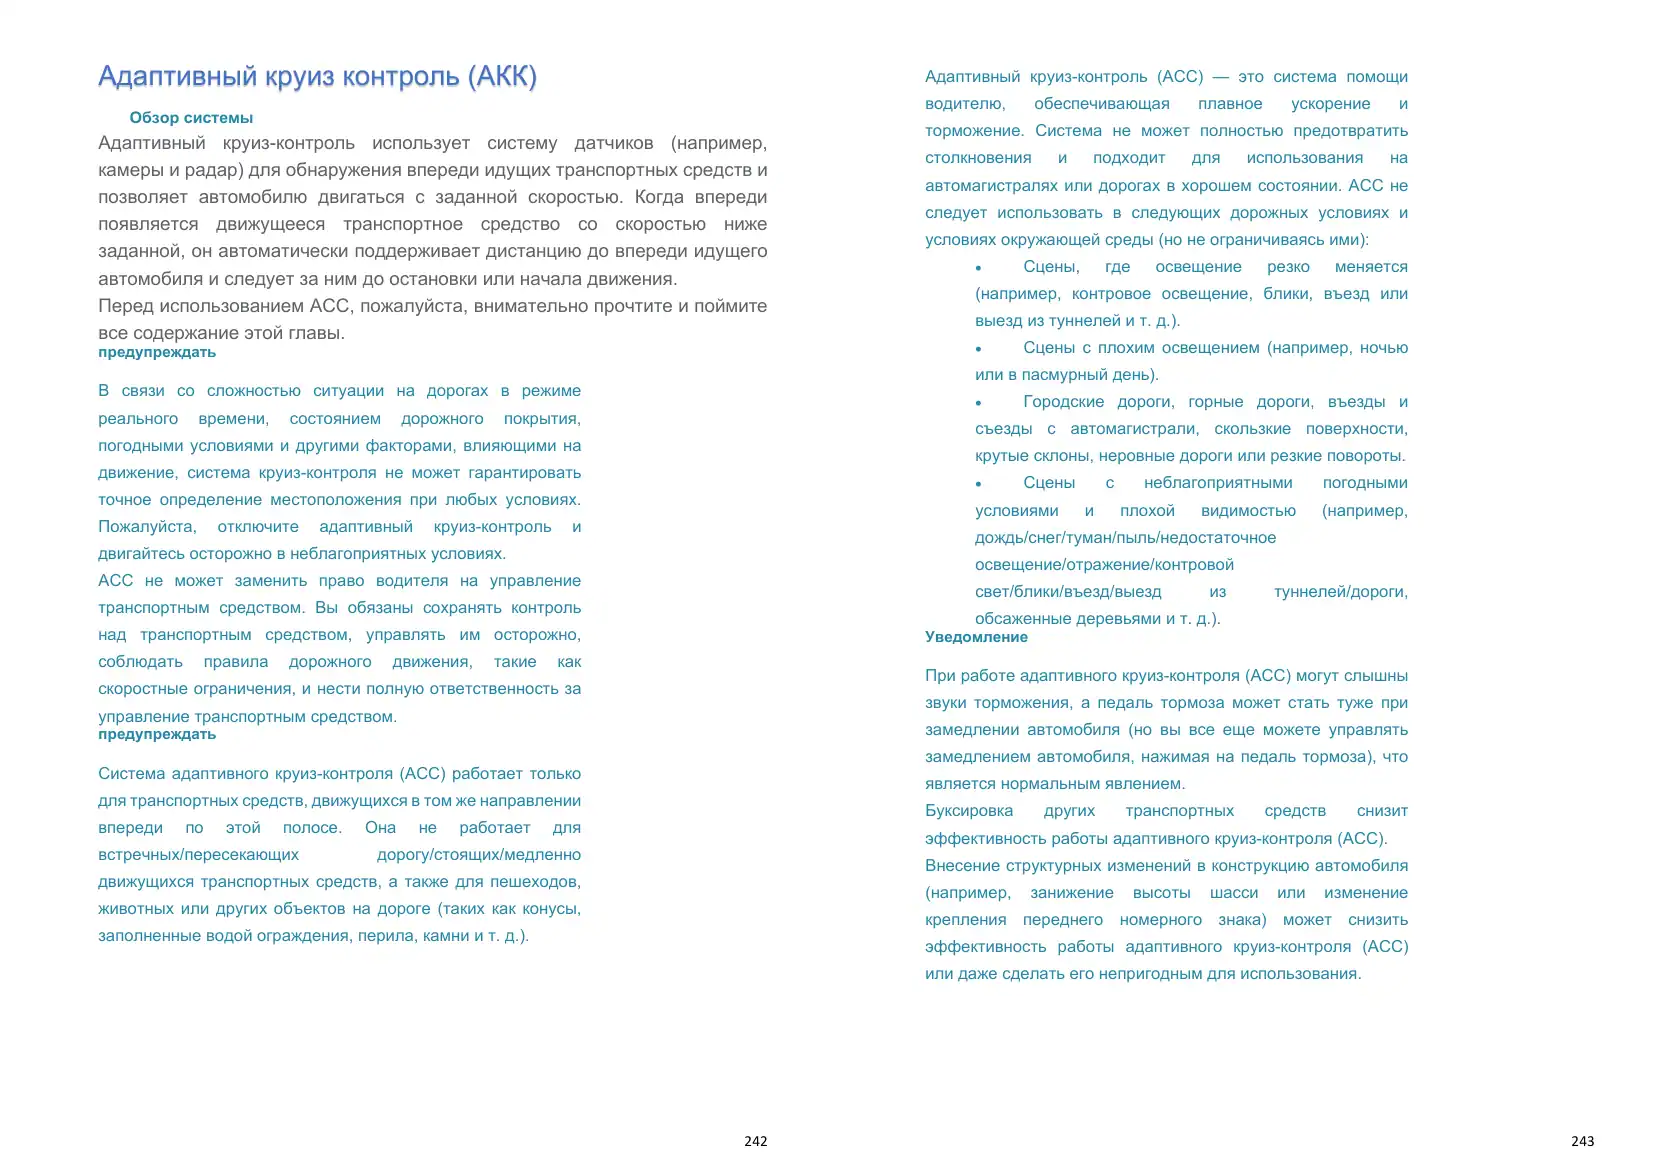 Адаптивный круиз контроль (АКК)
Обзор системы
Адаптивный круиз-контроль использует систему датчиков (например,
камеры и радар) для обнаружения впереди идущих транспортных средств и
позволяет автомобилю двигаться с заданной скоростью. Когда впереди
появляется движущееся транспортное средство со скоростью ниже
заданной, он автоматически поддерживает дистанцию до впереди идущего
автомобиля и следует за ним до остановки или начала движения.
Перед использованием АСС, пожалуйста, внимательно прочтите и поймите
все содержание этой главы.
предупреждать
В связи со сложностью ситуации на дорогах в режиме
реального времени, состоянием дорожного покрытия,
погодными условиями и другими факторами, влияющими на
движение, система круиз-контроля не может гарантировать
точное определение местоположения при любых условиях.
Пожалуйста, отключите адаптивный круиз-контроль и
двигайтесь осторожно в неблагоприятных условиях.
АСС не может заменить право водителя на управление
транспортным средством. Вы обязаны сохранять контроль
над транспортным средством, управлять им осторожно,
соблюдать правила дорожного движения, такие как
скоростные ограничения, и нести полную ответственность за
управление транспортным средством.
предупреждать
Система адаптивного круиз-контроля (АСС) работает только
для транспортных средств, движущихся в том же направлении
впереди по этой полосе. Она не работает для
встречных/пересекающих дорогу/стоящих/медленно
движущихся транспортных средств, а также для пешеходов,
животных или других объектов на дороге (таких как конусы,
заполненные водой ограждения, перила, камни и т. д.).
242
Адаптивный круиз-контроль (АСС) — это система помощи
водителю, обеспечивающая плавное ускорение и
торможение. Система не может полностью предотвратить
столкновения и подходит для использования на
автомагистралях или дорогах в хорошем состоянии. АСС не
следует использовать в следующих дорожных условиях и
условиях окружающей среды (но не ограничиваясь ими):
• Сцены, где освещение резко меняется
(например, контровое освещение, блики, въезд или
выезд из туннелей и т. д.).
• Сцены с плохим освещением (например, ночью
или в пасмурный день).
• Городские дороги, горные дороги, въезды и
съезды с автомагистрали, скользкие поверхности,
крутые склоны, неровные дороги или резкие повороты.
• Сцены с неблагоприятными погодными
условиями и плохой видимостью (например,
дождь/снег/туман/пыль/недостаточное
освещение/отражение/контровой
свет/блики/въезд/выезд из туннелей/дороги,
обсаженные деревьями и т. д.).
Уведомление
При работе адаптивного круиз-контроля (АСС) могут слышны
звуки торможения, а педаль тормоза может стать туже при
замедлении автомобиля (но вы все еще можете управлять
замедлением автомобиля, нажимая на педаль тормоза), что
является нормальным явлением.
Буксировка других транспортных средств снизит
эффективность работы адаптивного круиз-контроля (АСС).
Внесение структурных изменений в конструкцию автомобиля
(например, занижение высоты шасси или изменение
крепления переднего номерного знака) может снизить
эффективность работы адаптивного круиз-контроля (АСС)
или даже сделать его непригодным для использования.
243